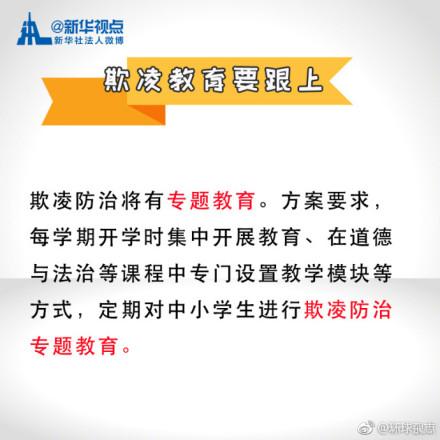 @新华视点
新华社法人微博
欺凌教育要跟上
欺凌防治将有专题教育。方案要求，
每学期开学时集中开展教育、在道德
与法治等课程中专门设置教学模块等
方式，定期对中小学生进行欺凌防治
专题教育。
@环球视忠